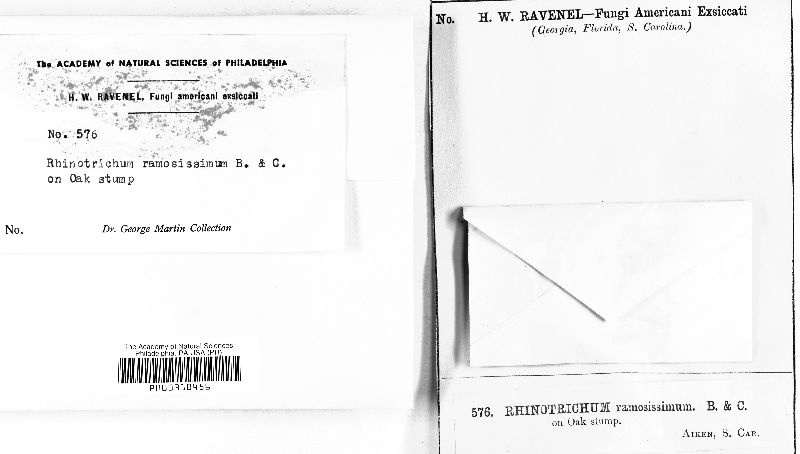 The ACADEMY of NATURAL SCIENCES of PHILADELPHIA
H. W. RAVENEL, Fungi americani exsiccati
No. 576
Rhinotrichum ramosissimum B. & C.
on Oak stump
No.
Dr. George Martin Collection
The Academy of Natural Sciences
Philadelphia, PA USA (PH)
No.
H. W. RAVENEL—Fungi Americani Exsiccati
(Georgia, Florida, S. Carolina.)
576. RHINOTRICHUM ramosissimum. B. & C.
on Oak stump.
AIKEN, S. CAR.